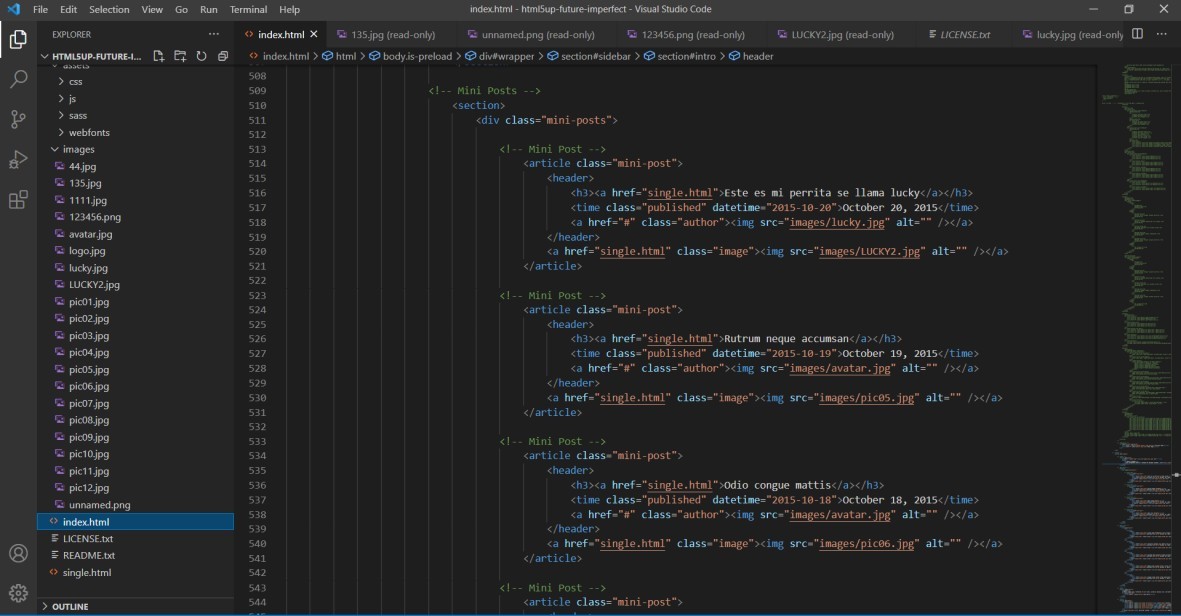 File Edit Selection View Go Run Terminal Help index.html - html5up-future-imperfect - Visual Studio Code
EXPLORER
index.html 135.jpg (read-only) unnamed.png (read-only) 123456.png (read-only) LUCKY2.jpg (read-only) LICENSE.txt lucky.jpg (read-only)
HTML5UP-FUTURE-I...
index.html > html > body.is-preload > div#wrapper > section#sidebar > section#intro > header
assets
css
js
sass
webfonts
images
44.jpg
135.jpg
1111.jpg
123456.png
avatar.jpg
logo.jpg
lucky.jpg
LUCKY2.jpg
pic01.jpg
pic02.jpg
pic03.jpg
pic04.jpg
pic05.jpg
pic06.jpg
pic07.jpg
pic08.jpg
pic09.jpg
pic10.jpg
pic11.jpg
pic12.jpg
unnamed.png
index.html
LICENSE.txt
README.txt
single.html
OUTLINE
508
509 <!-- Mini Posts -->
510 <section>
511 <div class="mini-posts">
512
513 <!-- Mini Post -->
514 <article class="mini-post">
515 <header>
516 <h3><a href="single.html">Este es mi perrita se llama lucky</a></h3>
517 <time class="published" datetime="2015-10-20">October 20, 2015</time>
518 <a href="#" class="author"><img src="images/lucky.jpg" alt="" /></a>
519 </header>
520 <a href="single.html" class="image"><img src="images/LUCKY2.jpg" alt="" /></a>
521 </article>
522
523 <!-- Mini Post -->
524 <article class="mini-post">
525 <header>
526 <h3><a href="single.html">Rutrum neque accumsan</a></h3>
527 <time class="published" datetime="2015-10-19">October 19, 2015</time>
528 <a href="#" class="author"><img src="images/avatar.jpg" alt="" /></a>
529 </header>
530 <a href="single.html" class="image"><img src="images/pic05.jpg" alt="" /></a>
531 </article>
532
533 <!-- Mini Post -->
534 <article class="mini-post">
535 <header>
536 <h3><a href="single.html">Odio congue mattis</a></h3>
537 <time class="published" datetime="2015-10-18">October 18, 2015</time>
538 <a href="#" class="author"><img src="images/avatar.jpg" alt="" /></a>
539 </header>
540 <a href="single.html" class="image"><img src="images/pic06.jpg" alt="" /></a>
541 </article>
542
543 <!-- Mini Post -->
544 <article class="mini-post">